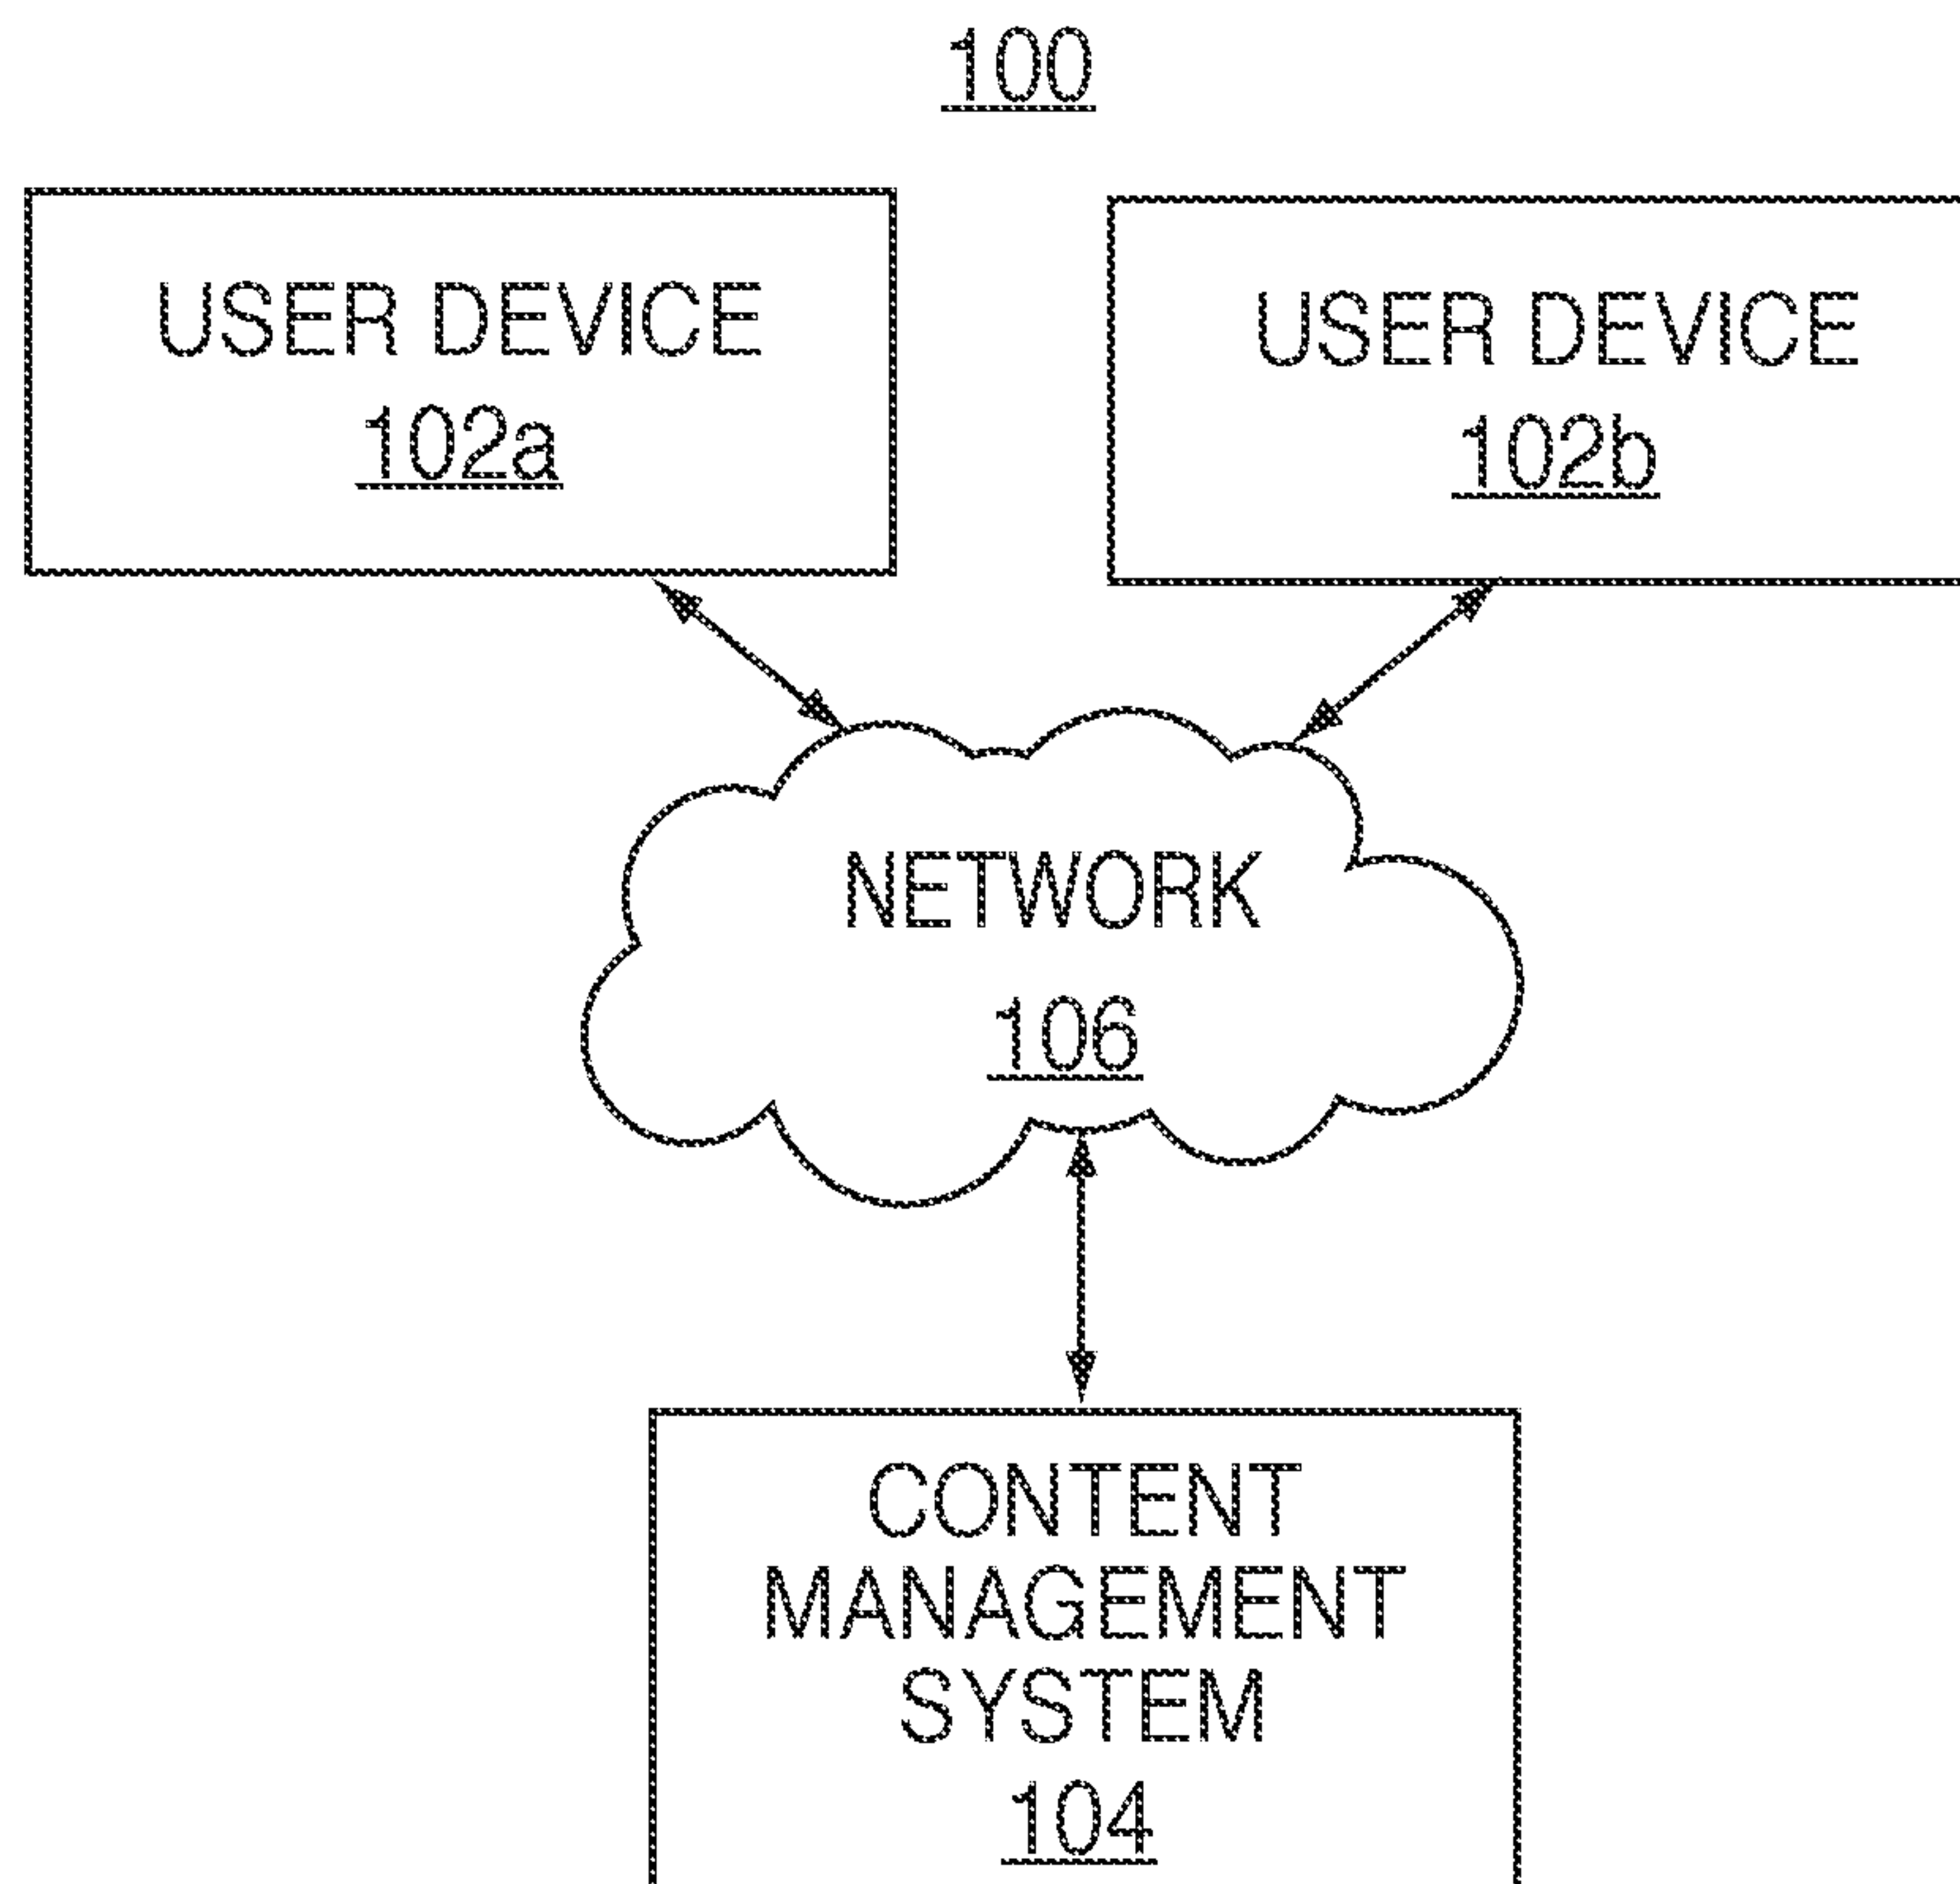 100
USER DEVICE
102a
USER DEVICE
102b
NETWORK
106
CONTENT
MANAGEMENT
SYSTEM
104